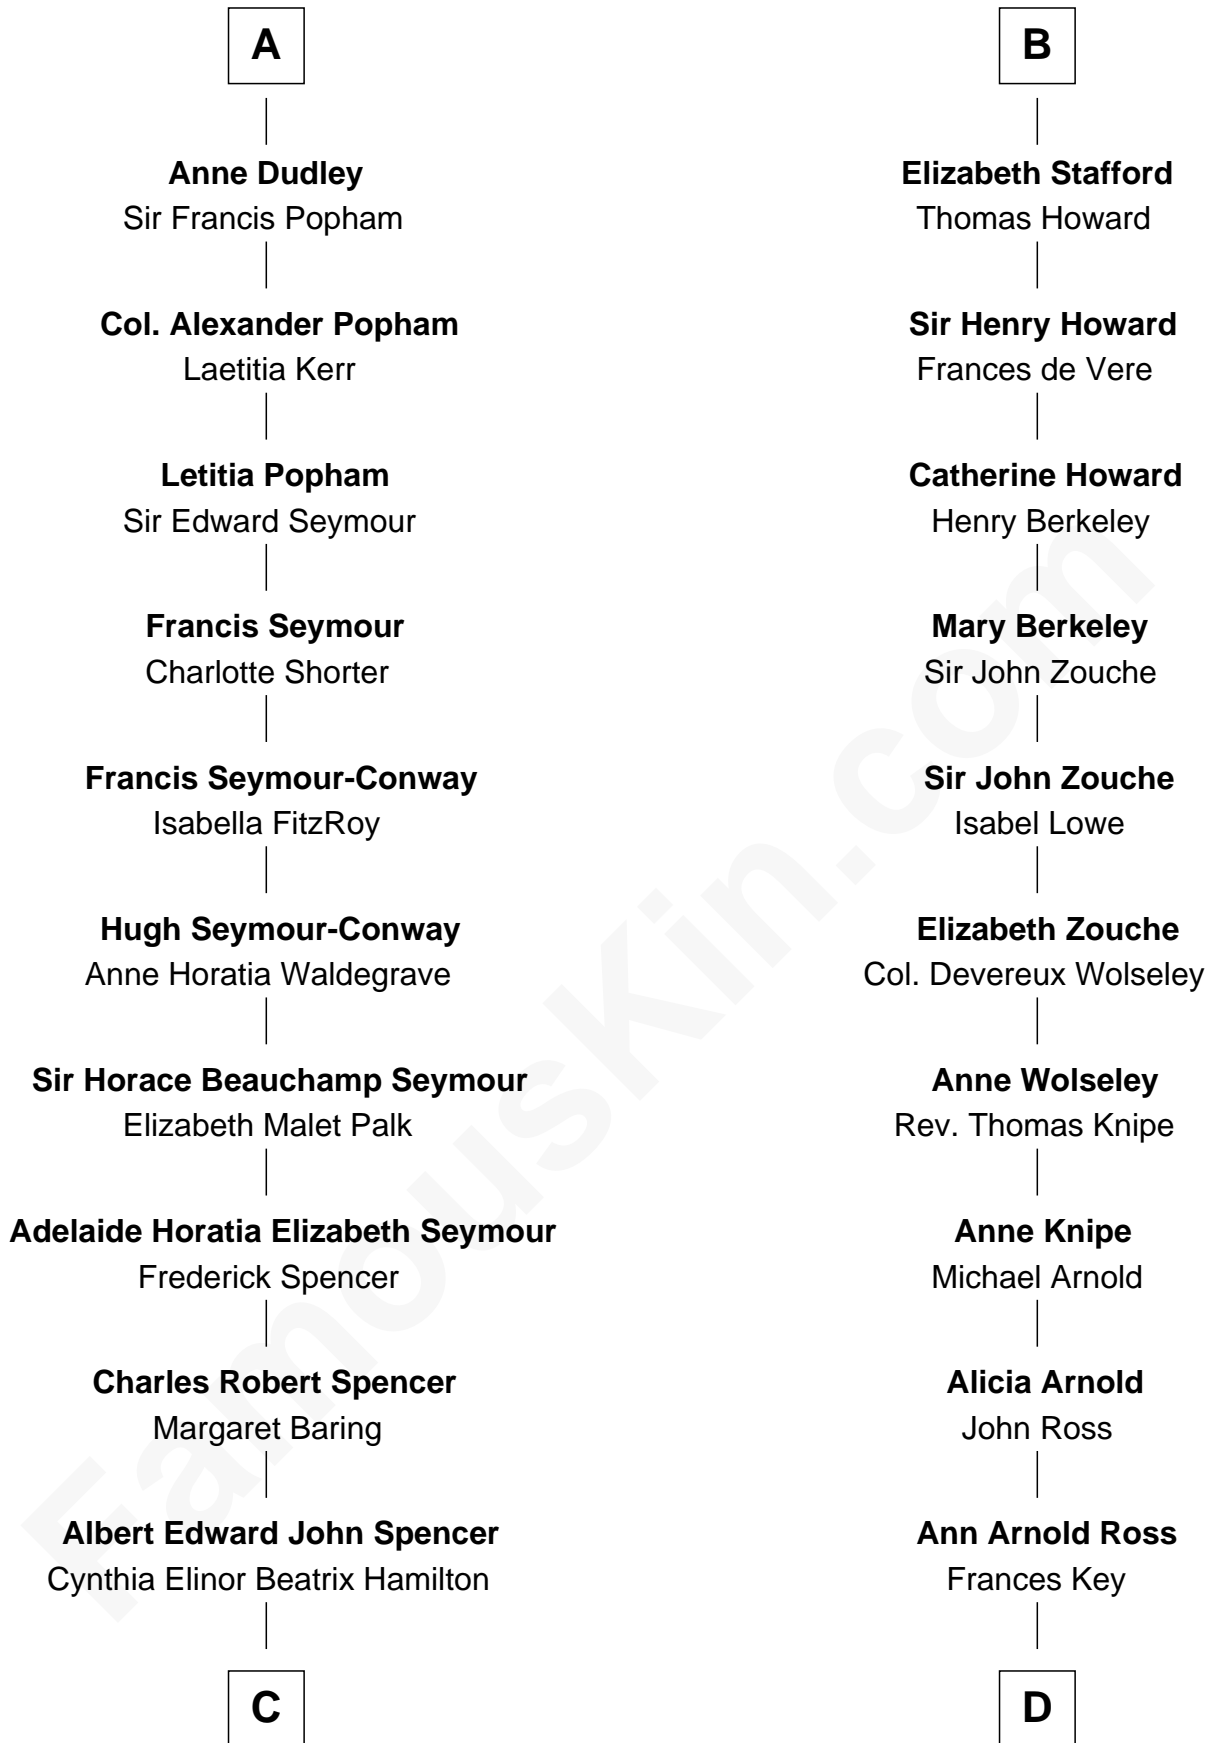 A
Anne Dudley
Sir Francis Popham
Col. Alexander Popham
Laetitia Kerr
Letitia Popham
Sir Edward Seymour
Francis Seymour
Charlotte Shorter
Francis Seymour-Conway
Isabella FitzRoy
Hugh Seymour-Conway
Anne Horatia Waldegrave
Sir Horace Beauchamp Seymour
Elizabeth Malet Palk
Adelaide Horatia Elizabeth Seymour
Frederick Spencer
Charles Robert Spencer
Margaret Baring
Albert Edward John Spencer
Cynthia Elinor Beatrix Hamilton
C
B
Elizabeth Stafford
Thomas Howard
Sir Henry Howard
Frances de Vere
Catherine Howard
Henry Berkeley
Mary Berkeley
Sir John Zouche
Sir John Zouche
Isabel Lowe
Elizabeth Zouche
Col. Devereux Wolseley
Anne Wolseley
Rev. Thomas Knipe
Anne Knipe
Michael Arnold
Alicia Arnold
John Ross
Ann Arnold Ross
Frances Key
D
FamousKin.com